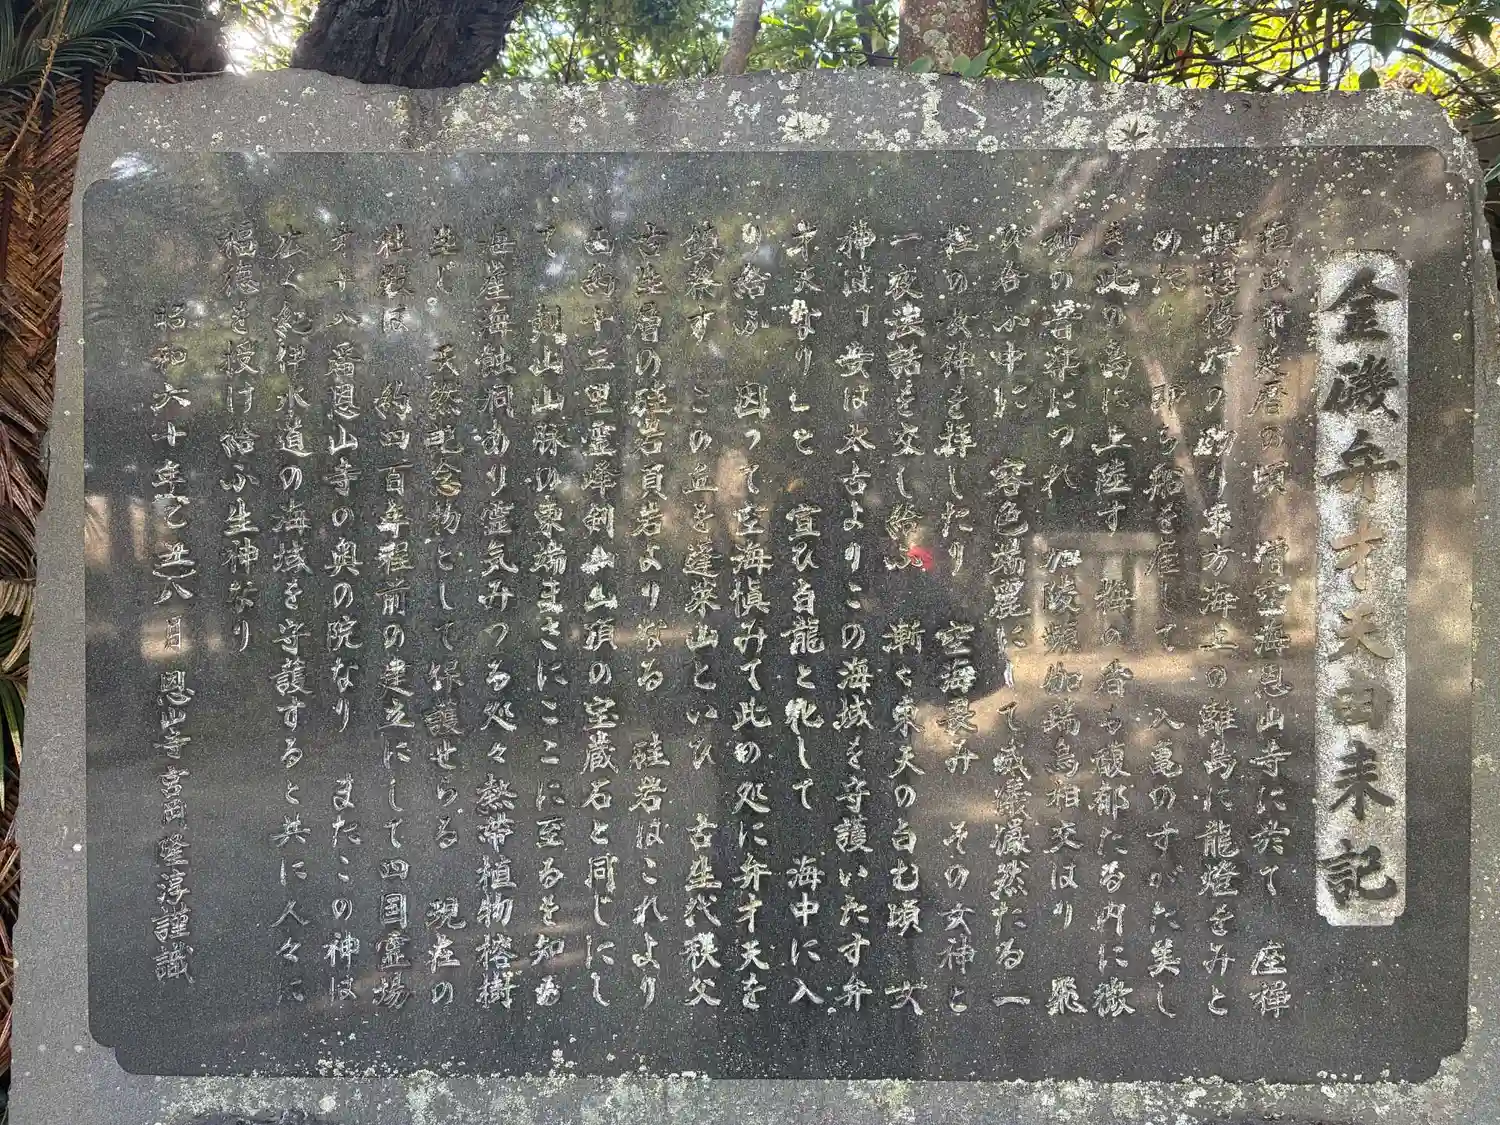 金磯弁才天由来記
桓武帝延暦の頃 僧空海恩山寺に於て 座禅
修行の砌り東方海上の離島に龍燈をみと
めたり 即ち船を雇して 入亀のすがた美し
き此の島に上陸す 梅の香も馥郁たる内に微
妙の音楽につれ 加陵頻伽瑞鳥相交はり 飛
び谷ふ中に 容色端麗にして威儀儼然たる一
柱の女神を拝したり 空海畏み その女神と
一夜法話を交し給ふ 漸く東天の白む頃 女
神は 妾は太古よりこの海域を守護いたす弁
才天なりしと 宣ひ白龍と化して 海中に入
り給ふ 因って空海慎みて此の処に弁才天を
鎮祭す この丘を蓬莱山といひ 古生代秩父
古生層の硅岩頁岩よりなる 硅岩はこれより
西約十三里霊峰剣山山頂の宝蔵石と同じにし
て 剣山山脈の東端まさにここに至るを知る
海崖海蝕洞あり空気みつる処々熱帯植物榕樹
生じ 天然記念物として保護せらる 現在の
社殿は 約四百年程前の建立にして四国霊場
才十八番恩山寺の奥の院なり またこの神は
広く紀伊水道の海域を守護すると共に人々に
福徳を授け給ふ生神なり
昭和六十年乙丑八月 恩山寺 宮岡隆淳謹識